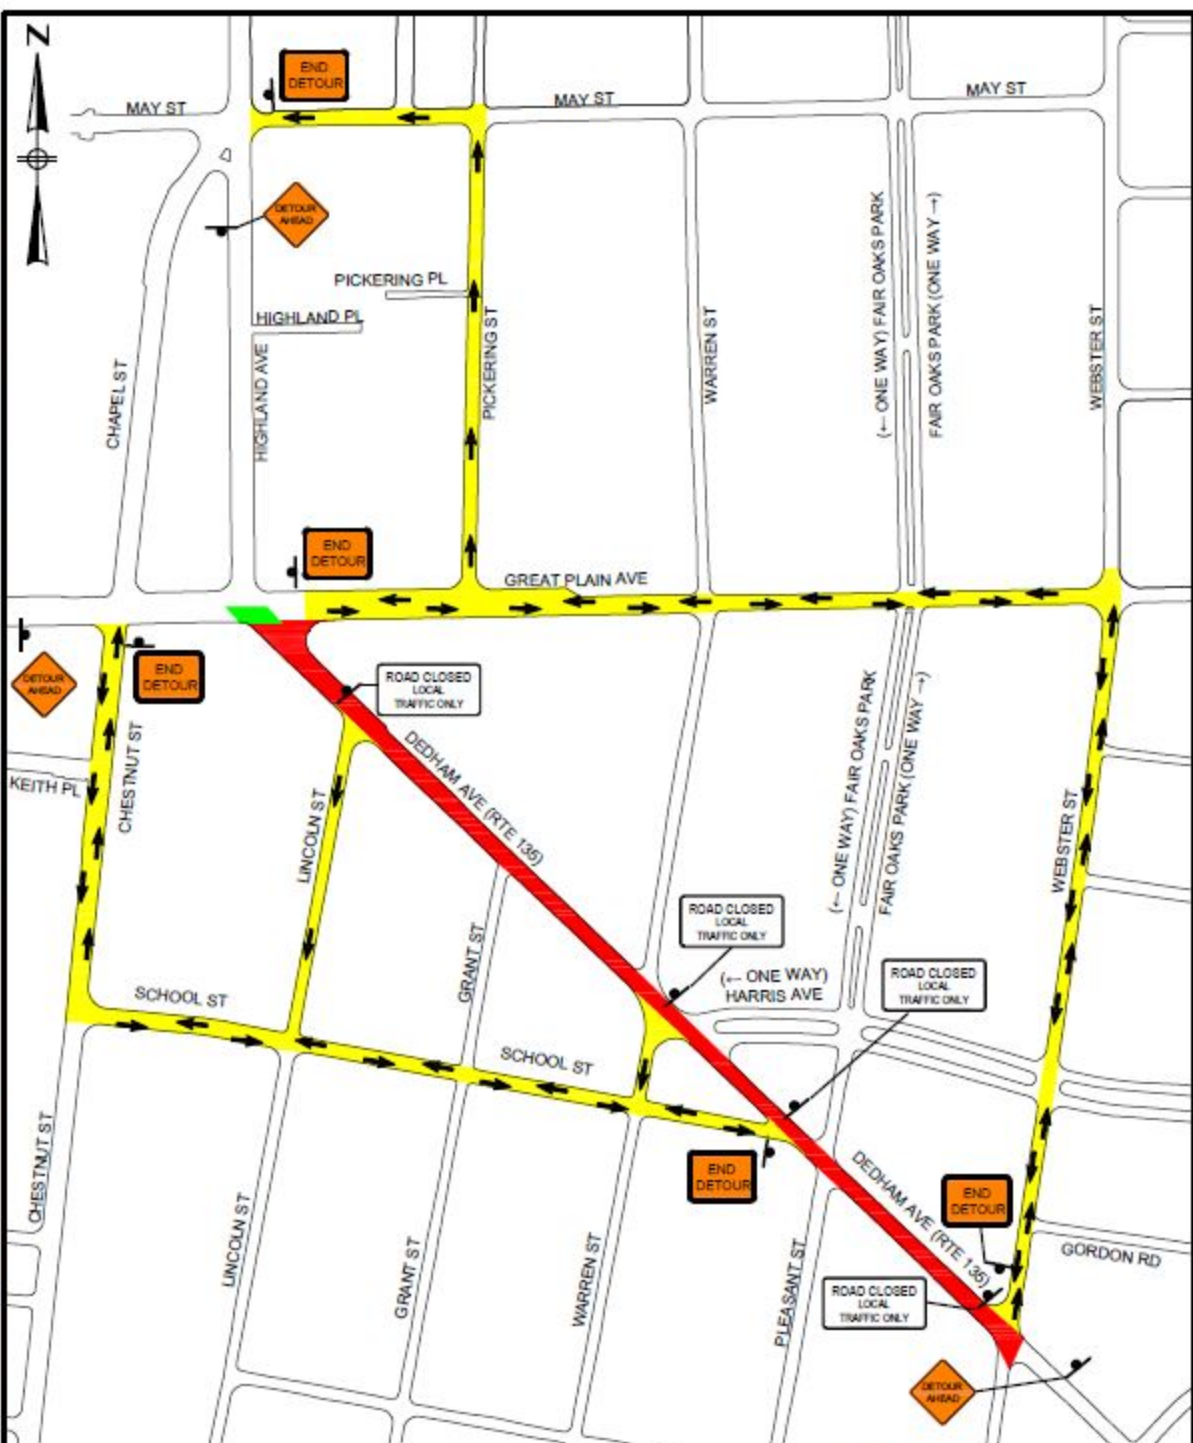 N
END
DETOUR
MAY ST
MAY ST
MAY ST
DETOUR
AHEAD
PICKERING PL
HIGHLAND PL
HIGHLAND AVE
CHAPEL ST
PICKERING ST
WARREN ST
(← ONE WAY) FAIR OAKS PARK
FAIR OAKS PARK (ONE WAY →)
WEBSTER ST
END
DETOUR
GREAT PLAIN AVE
DETOUR
AHEAD
END
DETOUR
ROAD CLOSED
LOCAL
TRAFFIC ONLY
KEITH PL
CHESTNUT ST
LINCOLN ST
DEDHAM AVE (RTE 135)
(← ONE WAY) FAIR OAKS PARK
FAIR OAKS PARK (ONE WAY →)
WEBSTER ST
GRANT ST
ROAD CLOSED
LOCAL
TRAFFIC ONLY
(← ONE WAY)
HARRIS AVE
ROAD CLOSED
LOCAL
TRAFFIC ONLY
SCHOOL ST
SCHOOL ST
CHESTNUT ST
LINCOLN ST
GRANT ST
WARREN ST
END
DETOUR
PLEASANT ST
DEDHAM AVE (RTE 135)
END
DETOUR
GORDON RD
ROAD CLOSED
LOCAL
TRAFFIC ONLY
DETOUR
AHEAD